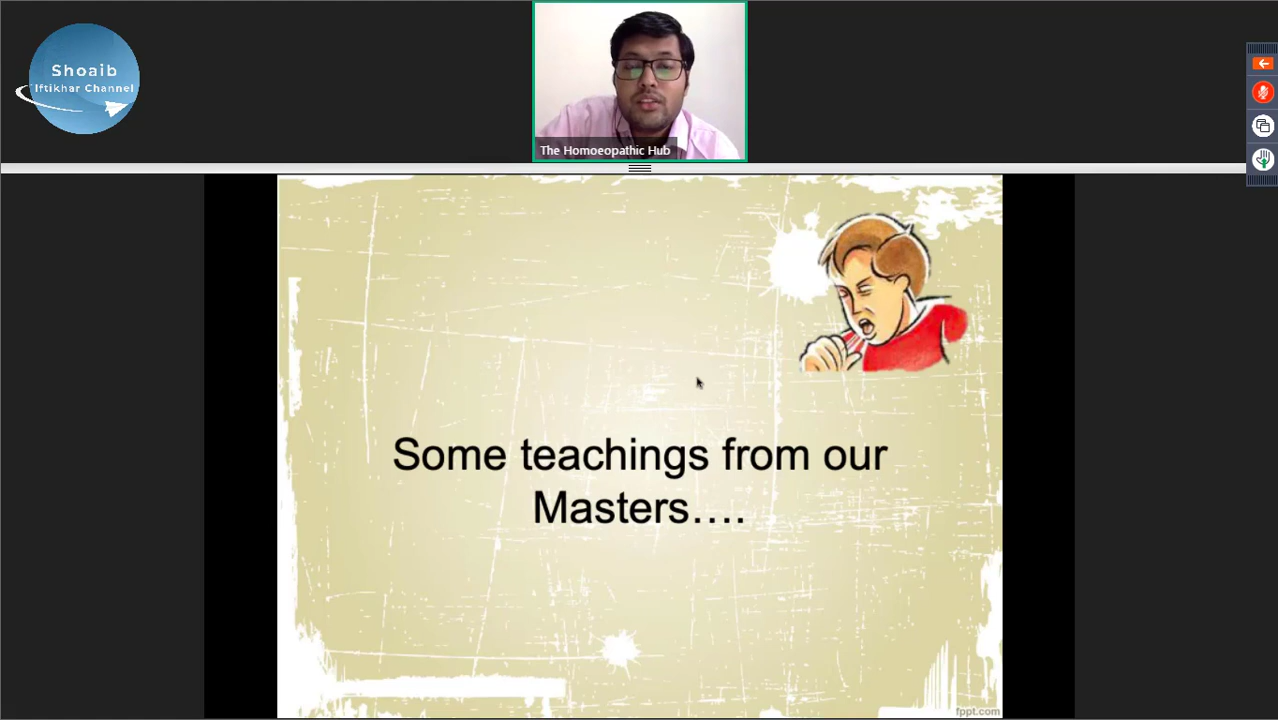 Shoaib
Iftikhar Channel
The Homoeopathic Hub
Some teachings from our
Masters....
fppt.com